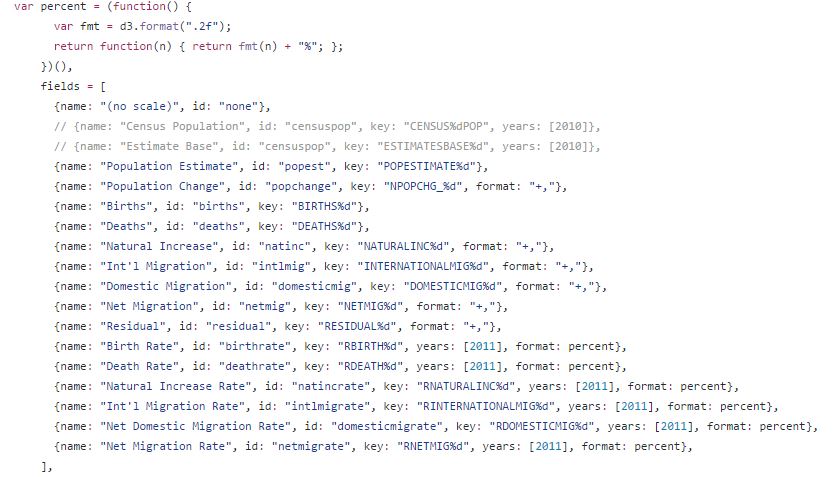 var percent = (function() {
var fmt = d3.format(".2f");
return function(n) { return fmt(n) + "%"; };
})(),
fields = [
{name: "(no scale)", id: "none"},
// {name: "Census Population", id: "censuspop", key: "CENSUS%dPOP", years: [2010]},
// {name: "Estimate Base", id: "censuspop", key: "ESTIMATESBASE%d", years: [2010]},
{name: "Population Estimate", id: "popest", key: "POPESTIMATE%d"},
{name: "Population Change", id: "popchange", key: "NPOPCHG_%d", format: "+,"},
{name: "Births", id: "births", key: "BIRTHS%d"},
{name: "Deaths", id: "deaths", key: "DEATHS%d"},
{name: "Natural Increase", id: "natinc", key: "NATURALINC%d", format: "+,"},
{name: "Int'l Migration", id: "intlmig", key: "INTERNATIONALMIG%d", format: "+,"},
{name: "Domestic Migration", id: "domesticmig", key: "DOMESTICMIG%d", format: "+,"},
{name: "Net Migration", id: "netmig", key: "NETMIG%d", format: "+,"},
{name: "Residual", id: "residual", key: "RESIDUAL%d", format: "+,"},
{name: "Birth Rate", id: "birthrate", key: "RBIRTH%d", years: [2011], format: percent},
{name: "Death Rate", id: "deathrate", key: "RDEATH%d", years: [2011], format: percent},
{name: "Natural Increase Rate", id: "natincrate", key: "RNATURALINC%d", years: [2011], format: percent},
{name: "Int'l Migration Rate", id: "intlmigrate", key: "RINTERNATIONALMIG%d", years: [2011], format: percent},
{name: "Net Domestic Migration Rate", id: "domesticmigrate", key: "RDOMESTICMIG%d", years: [2011], format: percent},
{name: "Net Migration Rate", id: "netmigrate", key: "RNETMIG%d", years: [2011], format: percent},
],